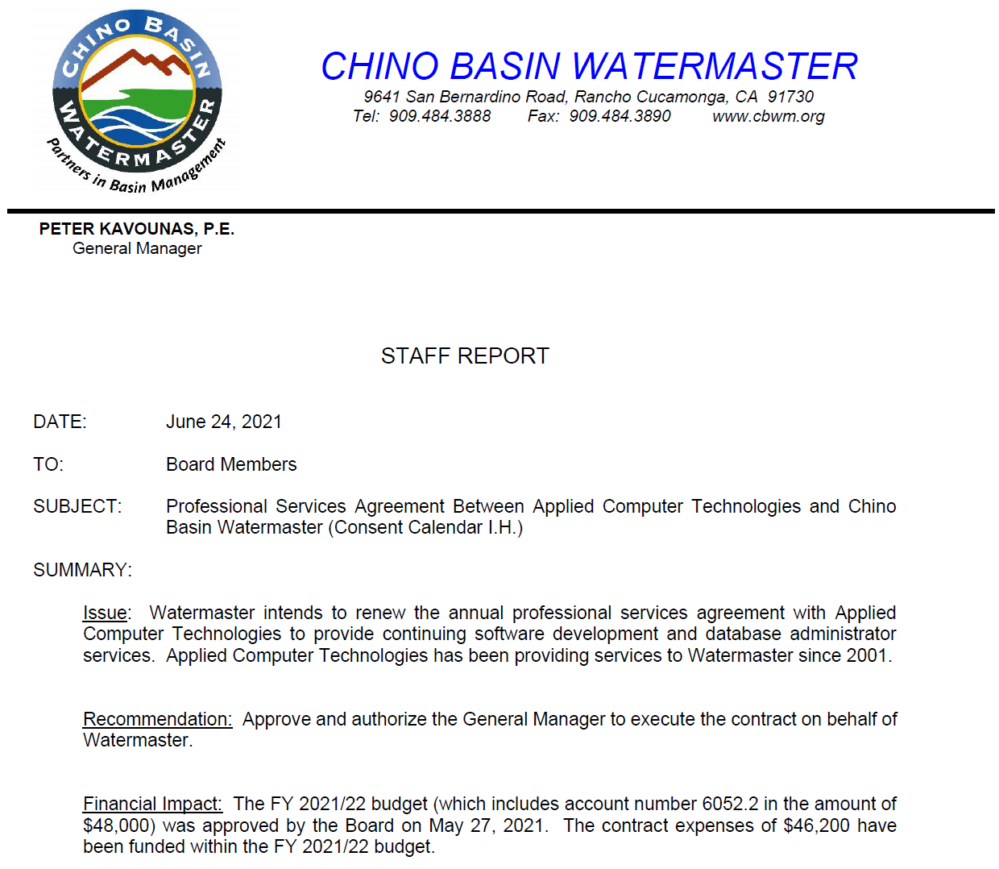 CHINO BASIN
WATERMASTER
Partners in Basin Management
CHINO BASIN WATERMASTER
9641 San Bernardino Road, Rancho Cucamonga, CA  91730
Tel:  909.484.3888  Fax:  909.484.3890  www.cbwm.org
PETER KAVOUNAS, P.E.
General Manager
STAFF REPORT
DATE: June 24, 2021
TO: Board Members
SUBJECT: Professional Services Agreement Between Applied Computer Technologies and Chino
Basin Watermaster (Consent Calendar I.H.)
SUMMARY:
Issue:  Watermaster intends to renew the annual professional services agreement with Applied
Computer Technologies to provide continuing software development and database administrator
services.  Applied Computer Technologies has been providing services to Watermaster since 2001.
Recommendation:  Approve and authorize the General Manager to execute the contract on behalf of
Watermaster.
Financial Impact:  The FY 2021/22 budget (which includes account number 6052.2 in the amount of
$48,000) was approved by the Board on May 27, 2021.  The contract expenses of $46,200 have
been funded within the FY 2021/22 budget.